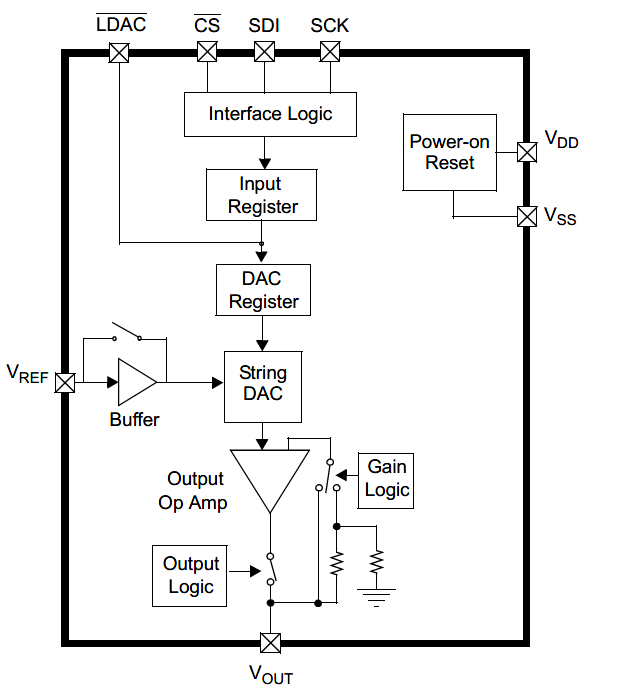 LDAC CS SDI SCK
Interface Logic
Power-on
Reset
VDD
Input
Register
VSS
DAC
Register
VREF
String
DAC
Buffer
Output
Op Amp
Gain
Logic
Output
Logic
VOUT